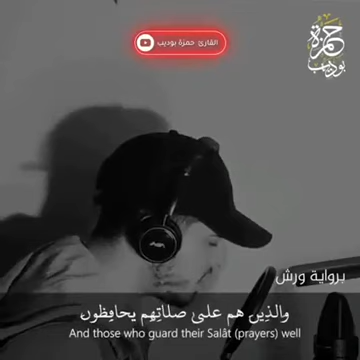 القارئ حمزة بوديب
حمزة
بوديب
برواية ورش
والذين هم على صلاتهم يحافظون
And those who guard their Salât (prayers) well